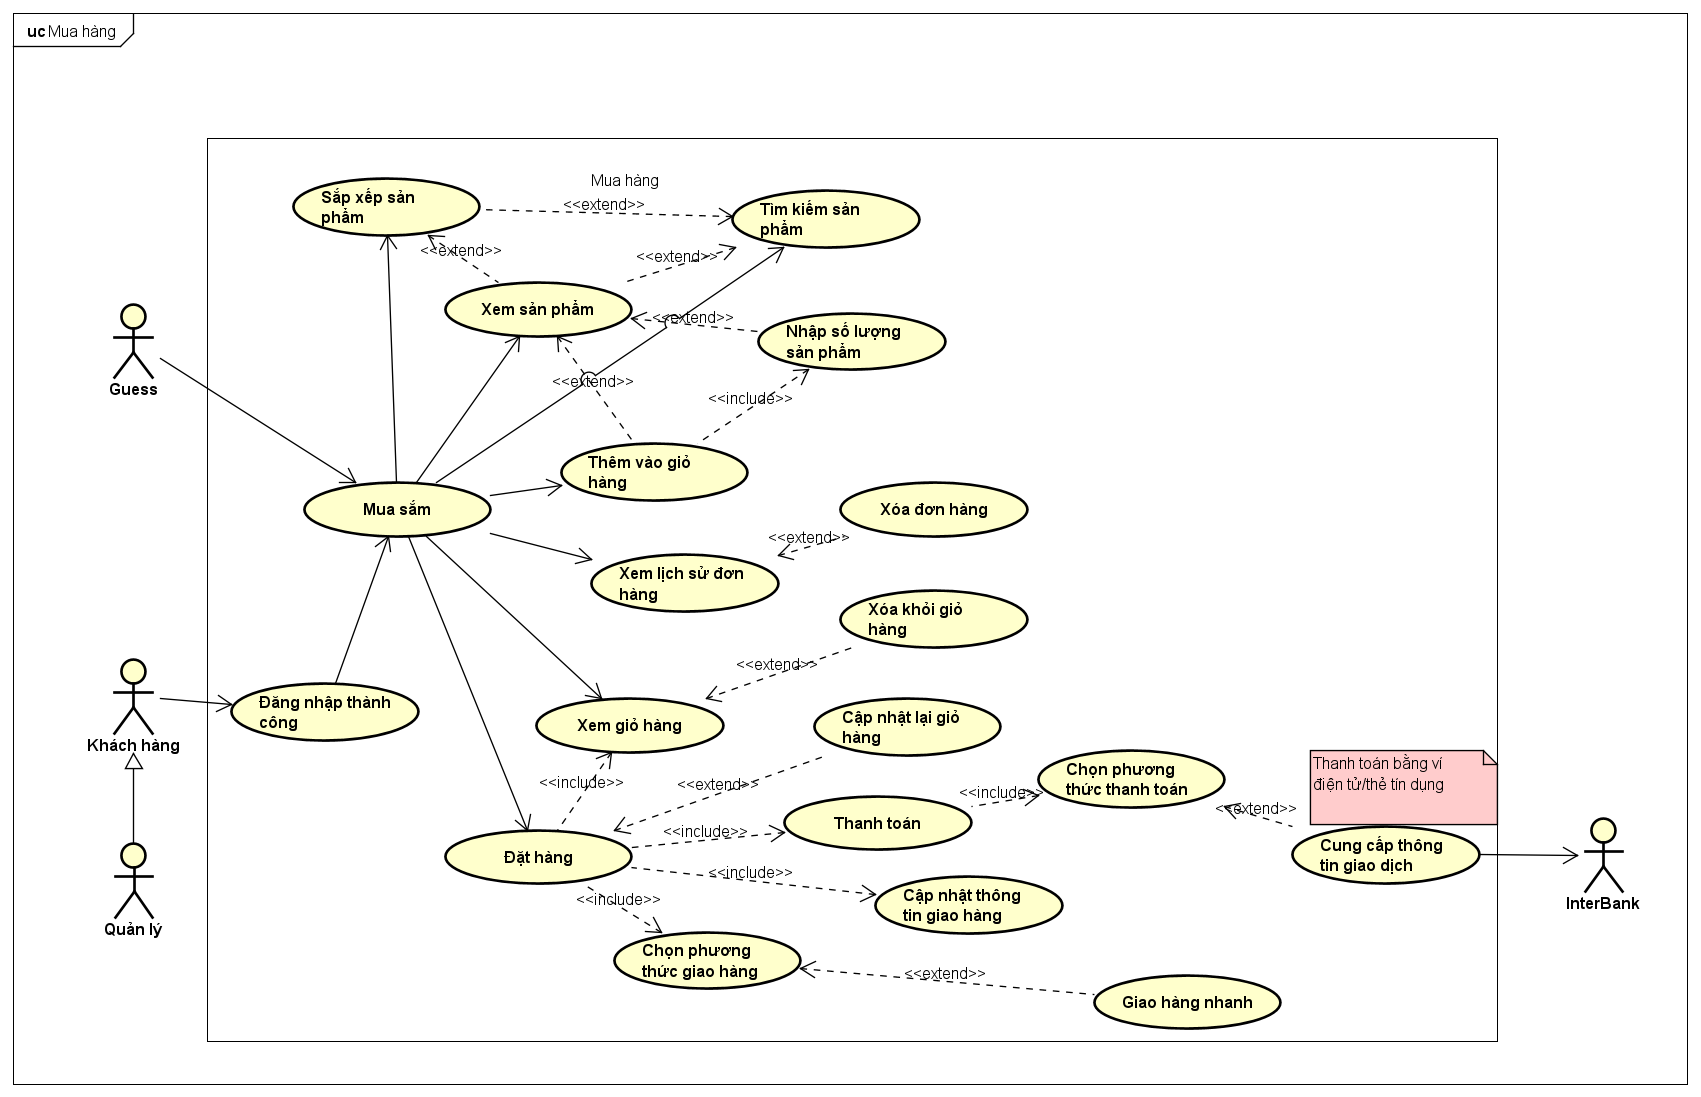 uc Mua hàng
Mua hàng
Sắp xếp sản
phẩm
<<extend>>
Tìm kiếm sản
phẩm
<<extend>>
<<extend>>
Xem sản phẩm
<<extend>>
Nhập số lượng
sản phẩm
Guess
<<extend>>
<<include>>
Thêm vào giỏ
hàng
Mua sắm
Xóa đơn hàng
<<extend>>
Xem lịch sử đơn
hàng
Xóa khỏi giỏ
hàng
<<extend>>
Đăng nhập thành
công
Khách hàng
Xem giỏ hàng
Cập nhật lại giỏ
hàng
<<include>>
<<extend>>
Chọn phương
thức thanh toán
Thanh toán bằng ví
điện tử/thẻ tín dụng
<<include>>
<<extend>>
Thanh toán
<<include>>
Đặt hàng
Cung cấp thông
tin giao dịch
<<include>>
Cập nhật thông
tin giao hàng
InterBank
<<include>>
Quản lý
Chọn phương
thức giao hàng
<<extend>>
Giao hàng nhanh